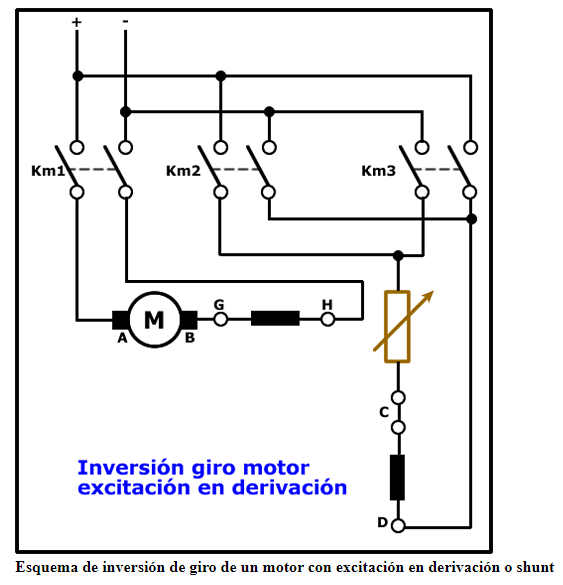 + -
Km1 Km2 Km3
G H
M
A B
C
D
Inversión giro motor
excitación en derivación
Esquema de inversión de giro de un motor con excitación en derivación o shunt